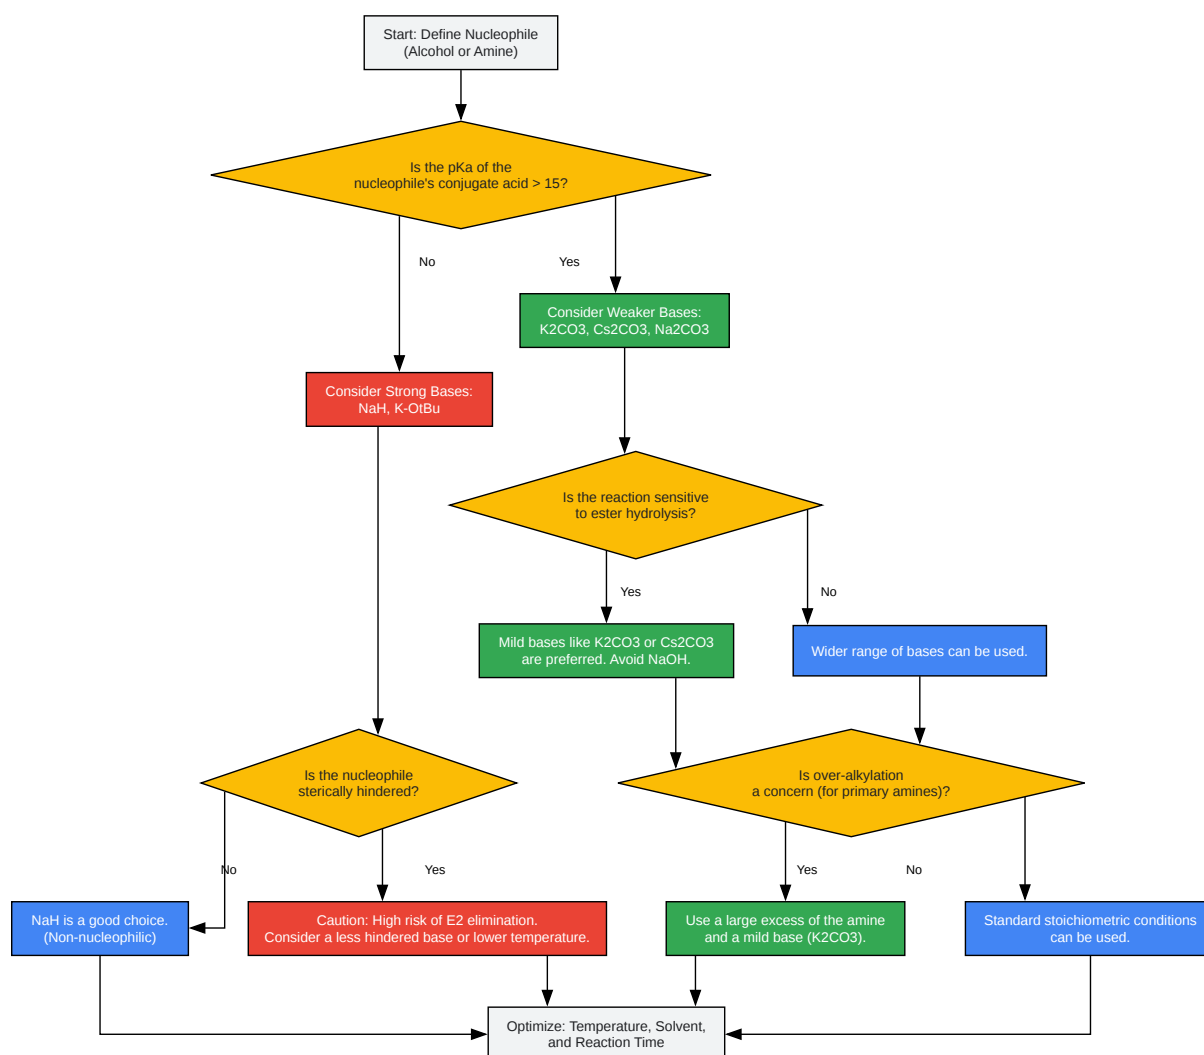 Start: Define Nucleophile
(Alcohol or Amine)
Is the pKa of the
nucleophile's conjugate acid > 15?
No
Yes
Consider Weaker Bases:
K2CO3, Cs2CO3, Na2CO3
Consider Strong Bases:
NaH, K-OtBu
Is the reaction sensitive
to ester hydrolysis?
Yes
No
Mild bases like K2CO3 or Cs2CO3
are preferred. Avoid NaOH.
Wider range of bases can be used.
Is the nucleophile
sterically hindered?
Is over-alkylation
a concern (for primary amines)?
No
Yes
Yes
No
NaH is a good choice.
(Non-nucleophilic)
Caution: High risk of E2 elimination.
Consider a less hindered base or lower temperature.
Use a large excess of the amine
and a mild base (K2CO3).
Standard stoichiometric conditions
can be used.
Optimize: Temperature, Solvent,
and Reaction Time